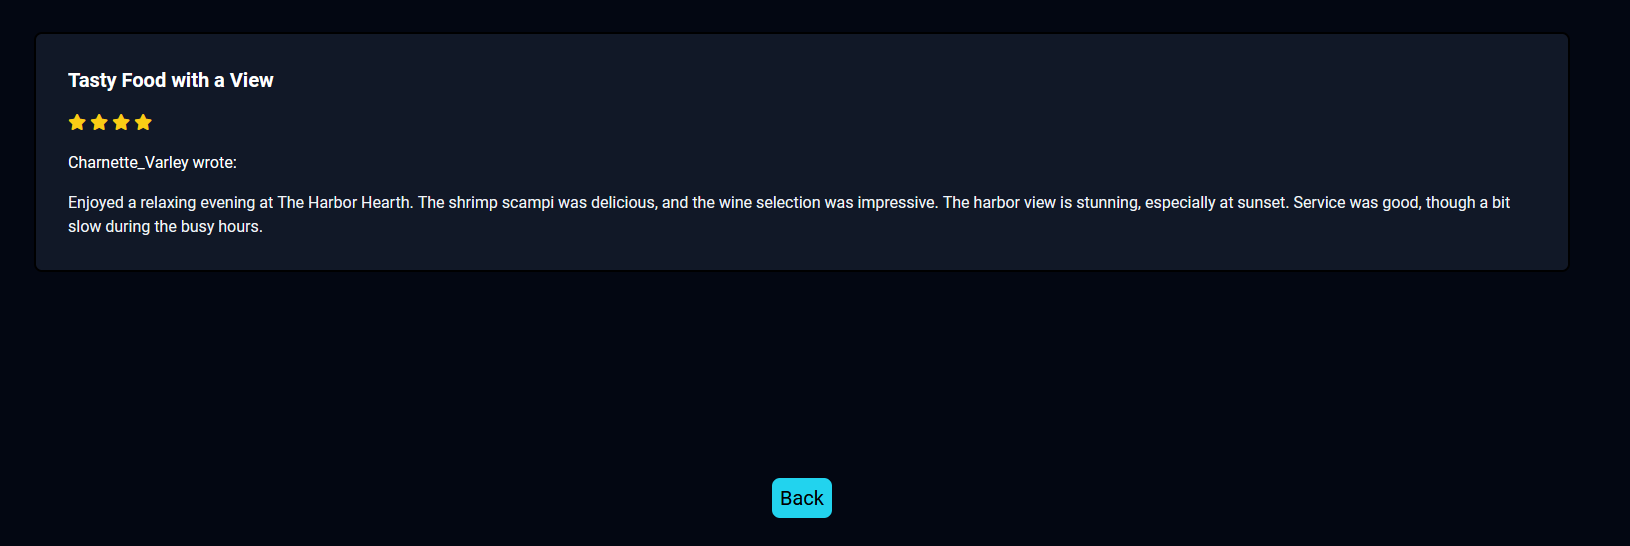 Tasty Food with a View
Charnette_Varley wrote:
Enjoyed a relaxing evening at The Harbor Hearth. The shrimp scampi was delicious, and the wine selection was impressive. The harbor view is stunning, especially at sunset. Service was good, though a bit
slow during the busy hours.
Back